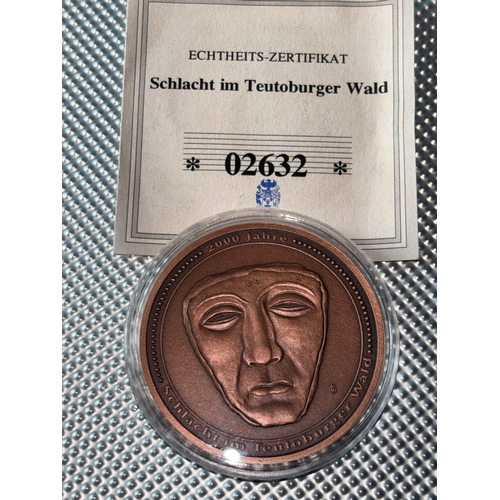 ECHTHEITS-ZERTIFIKAT
Schlacht im Teutoburger Wald
* 02632 *
2000 Jahre
Schlacht im Teutoburger Wald